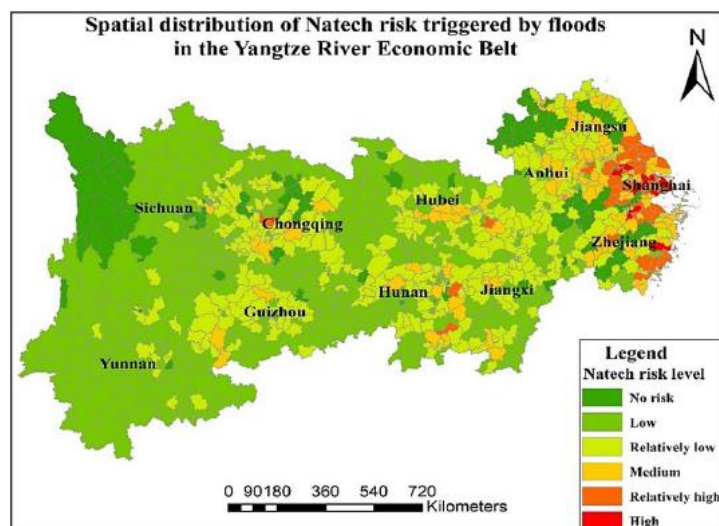 Spatial distribution of Natech risk triggered by floods
in the Yangtze River Economic Belt
N
Jiangsu
Anhui
Shanghai
Sichuan
Hubei
Chongqing
Zhejiang
Hunan
Jiangxi
Guizhou
Yunnan
Legend
Natech risk level
No risk
Low
Relatively low
Medium
Relatively high
High
0 90180 360 540 720
Kilometers